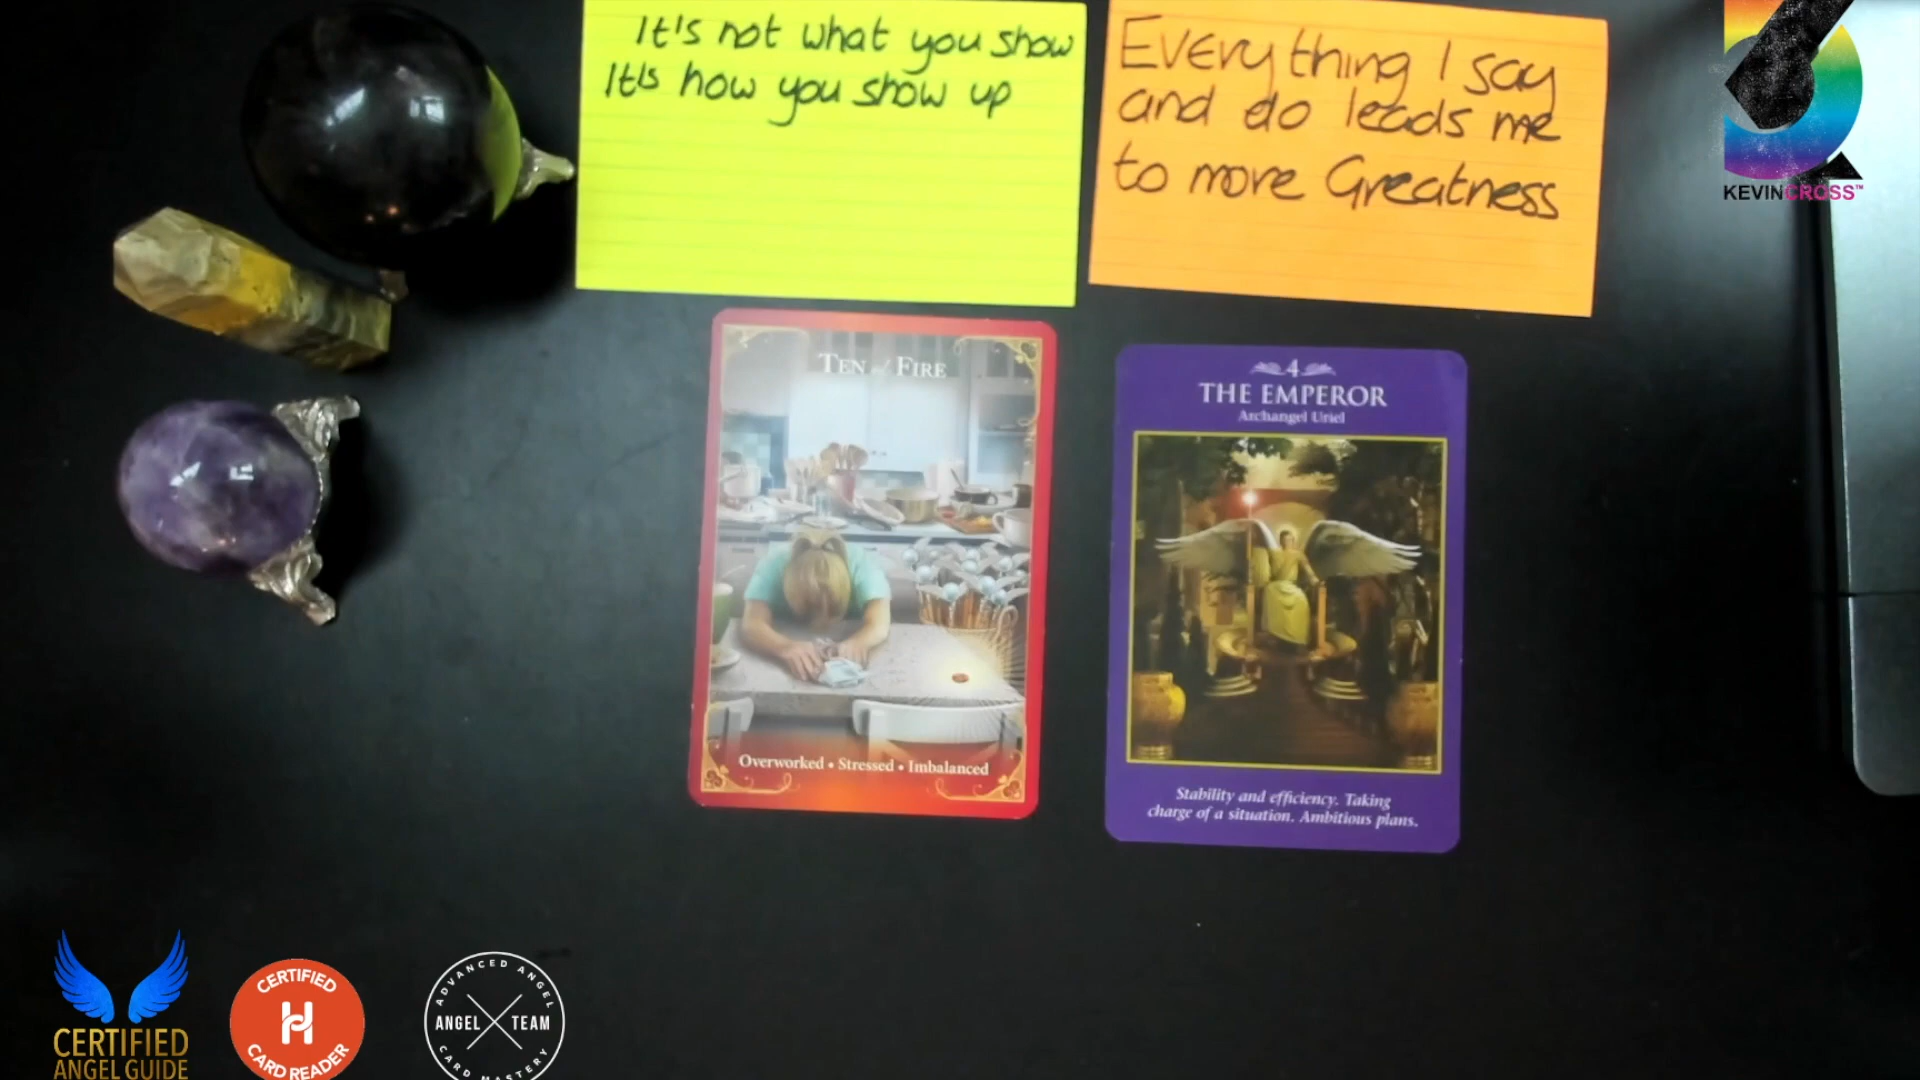 It's not what you show
It's how you show up
Everything I say
and do leads me
to more Greatness
KEVINCROSS™
TEN of FIRE
Overworked • Stressed • Imbalanced
4
THE EMPEROR
Archangel Uriel
Stability and efficiency. Taking
charge of a situation. Ambitious plans.
CERTIFIED
ANGEL GUIDE
CERTIFIED
H
CARD READER
ADVANCED ANGEL
ANGEL TEAM
CARD MASTERY